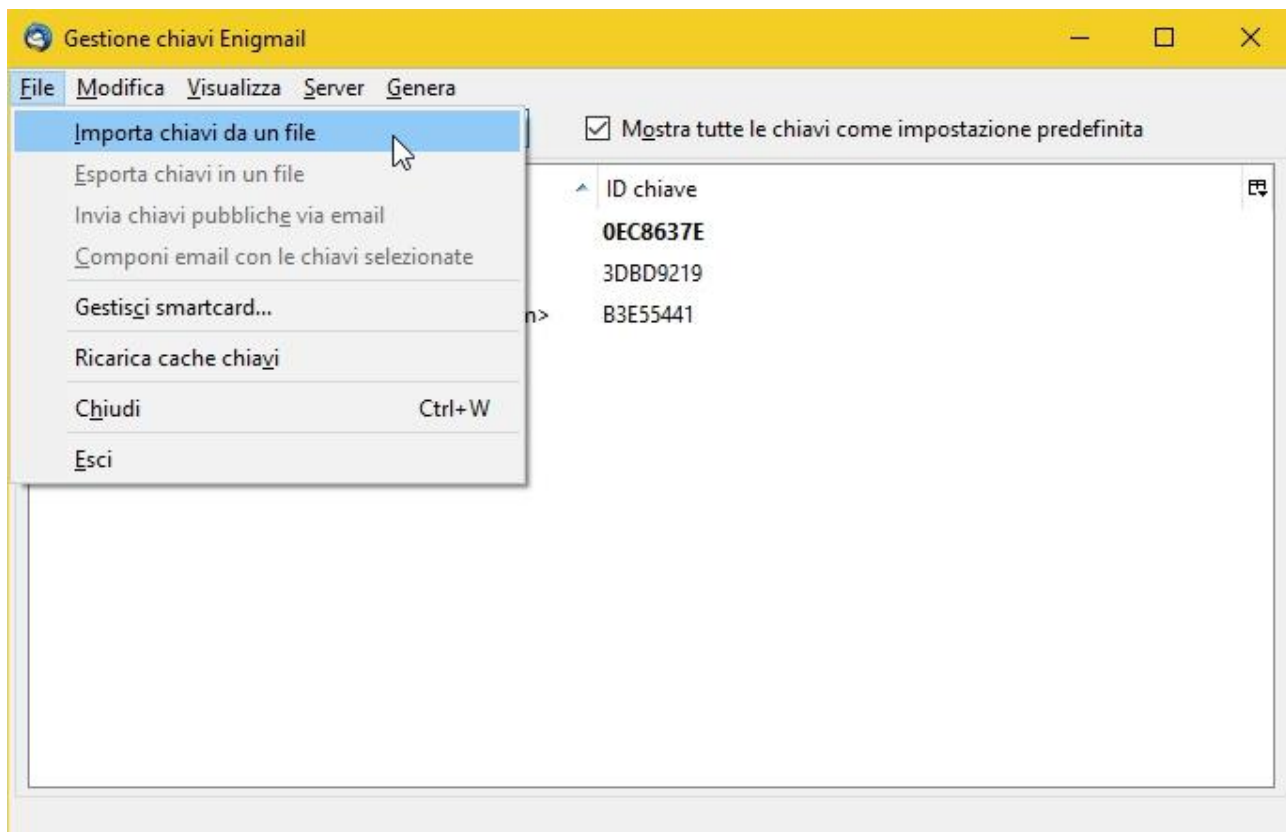 Gestione chiavi Enigmail
File Modifica Visualizza Server Genera
Importa chiavi da un file
Mostra tutte le chiavi come impostazione predefinita
Esporta chiavi in un file
ID chiave
Invia chiavi pubbliche via email
0EC8637E
Componi email con le chiavi selezionate
3DBD9219
Gestisci smartcard...
n> B3E55441
Ricarica cache chiavi
Chiudi Ctrl+W
Esci